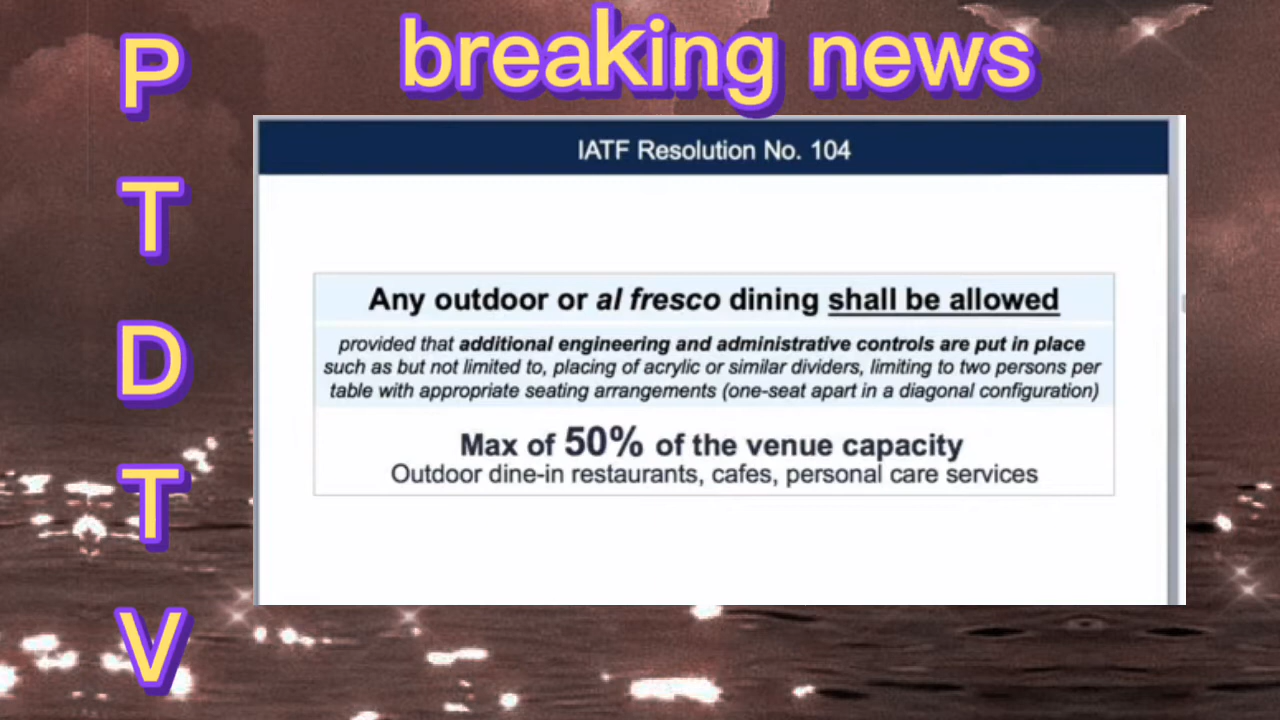 breaking news
P
T
D
T
V
IATF Resolution No. 104
Any outdoor or al fresco dining shall be allowed
provided that additional engineering and administrative controls are put in place
such as but not limited to, placing of acrylic or similar dividers, limiting to two persons per
table with appropriate seating arrangements (one-seat apart in a diagonal configuration)
Max of 50% of the venue capacity
Outdoor dine-in restaurants, cafes, personal care services